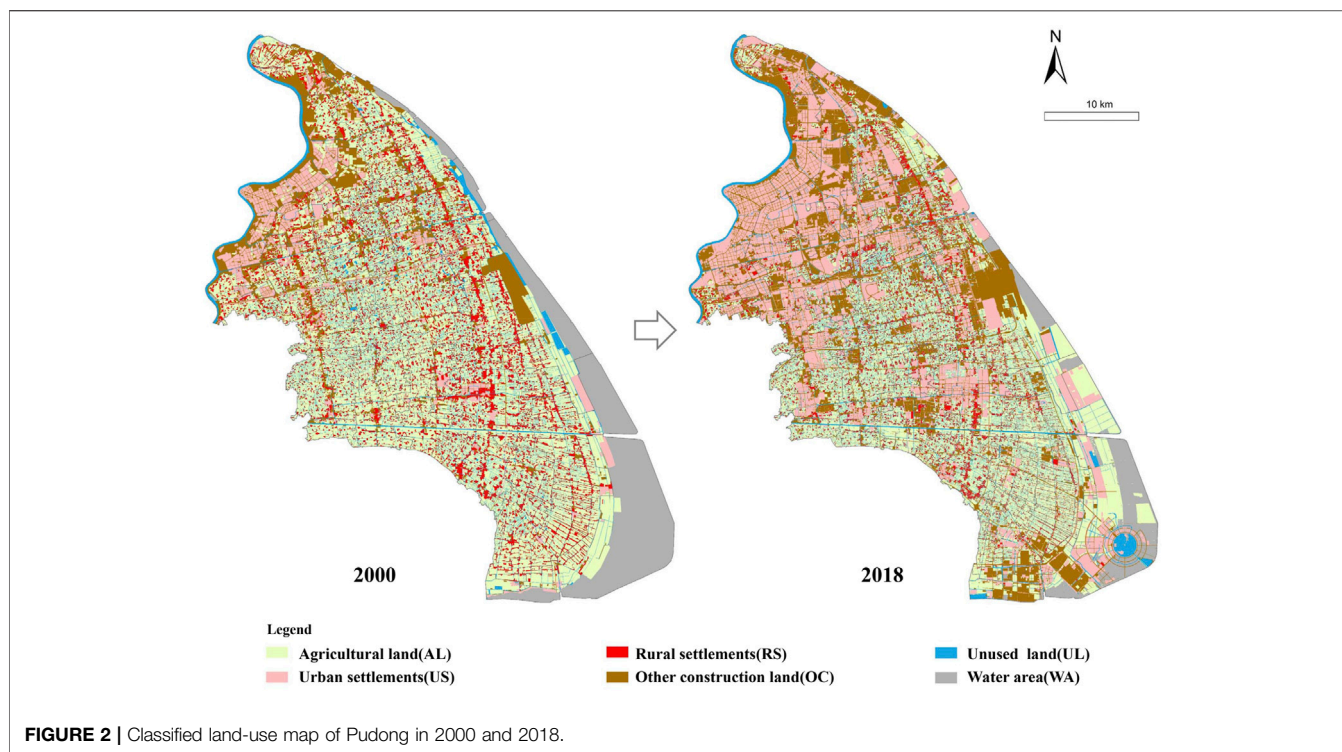 N
10 km
2000
2018
Legend
Agricultural land(AL)
Rural settlements(RS)
Unused land(UL)
Urban settlements(US)
Other construction land(OC)
Water area(WA)
FIGURE 2 | Classified land-use map of Pudong in 2000 and 2018.